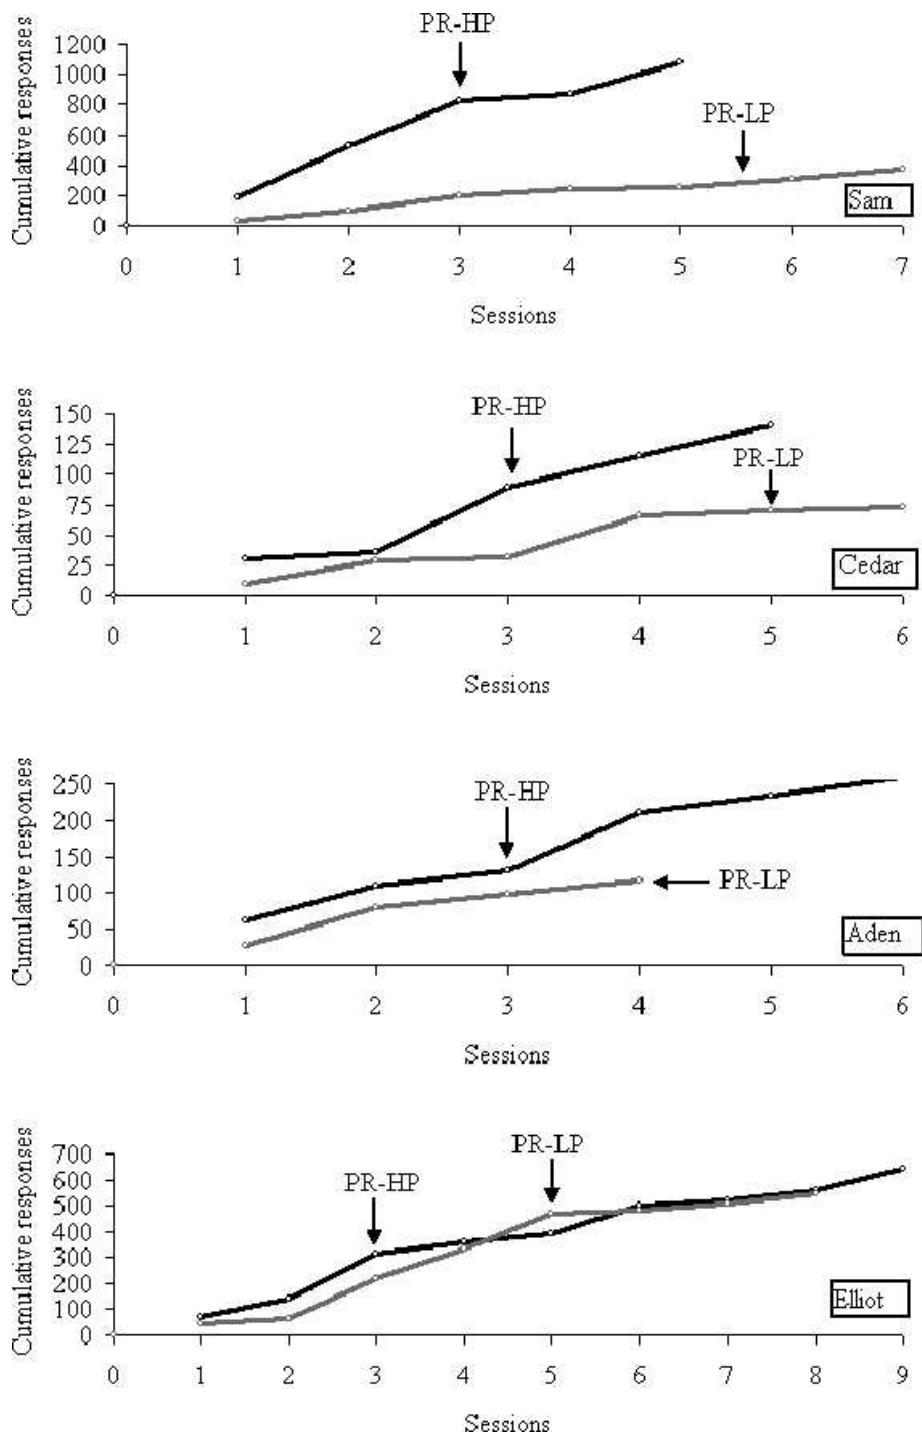 PR-HP
Cumulative responses
1200
1000
800
600
400
200
0
PR-LP
Sam
0 1 2 3 4 5 6 7
Sessions
Cumulative responses
150
125
100
75
50
25
0
PR-HP
PR-LP
Cedar
0 1 2 3 4 5 6
Sessions
Cumulative responses
250
200
150
100
50
0
PR-HP
PR-LP
Aden
0 1 2 3 4 5 6
Sessions
Cumulative responses
700
600
500
400
300
200
100
0
PR-LP
PR-HP
Elliot
0 1 2 3 4 5 6 7 8 9
Sessions